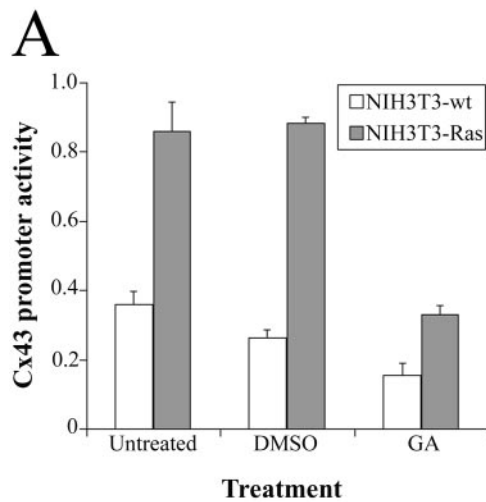 A
1.0
0.8
0.6
0.4
0.2
0
Cx43 promoter activity
NIH3T3-wt
NIH3T3-Ras
Untreated DMSO GA
Treatment